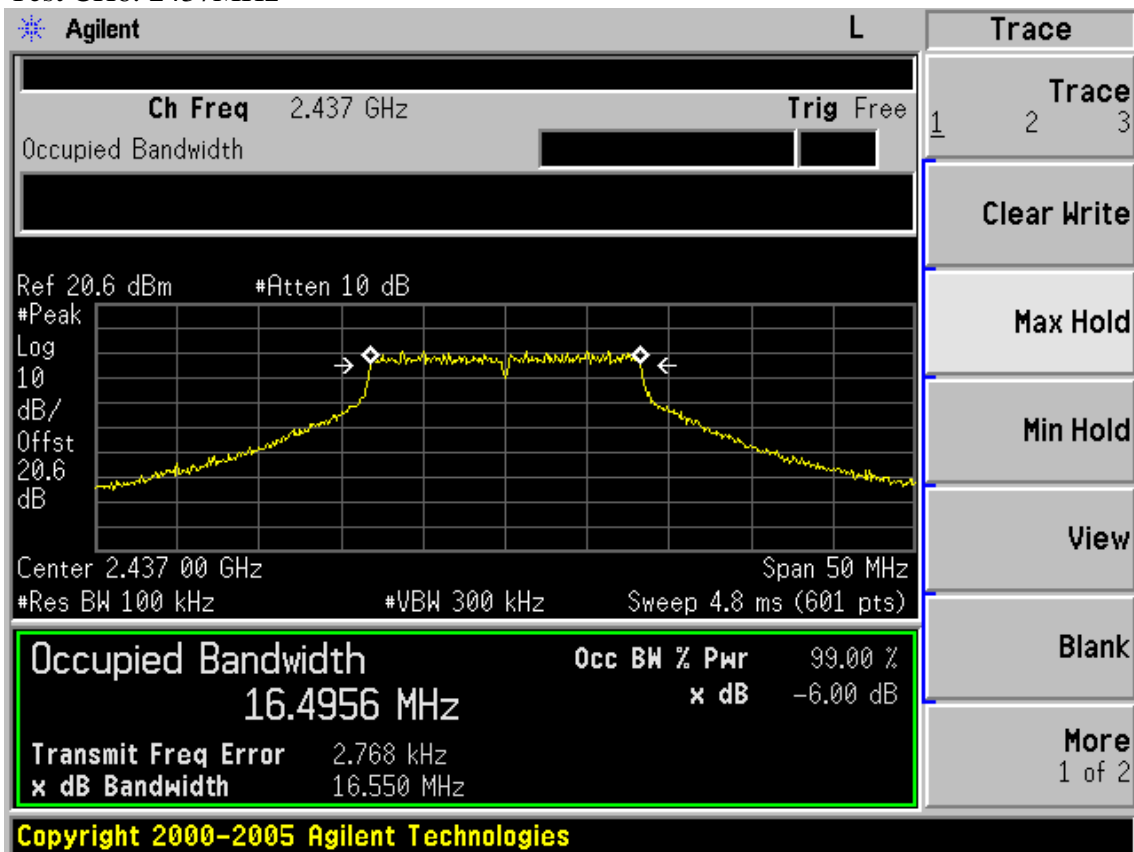 Agilent L
Ch Freq 2.437 GHz Trig Free
Occupied Bandwidth
Ref 20.6 dBm #Atten 10 dB
#Peak
Log
10
dB/
Offst
20.6
dB
Center 2.437 00 GHz Span 50 MHz
#Res BW 100 kHz #VBW 300 kHz Sweep 4.8 ms (601 pts)
Occupied Bandwidth
16.4956 MHz
Occ BW % Pwr 99.00 %
x dB -6.00 dB
Transmit Freq Error 2.768 kHz
x dB Bandwidth 16.550 MHz
Copyright 2000-2005 Agilent Technologies
Trace
Trace
1 2 3
Clear Write
Max Hold
Min Hold
View
Blank
More
1 of 2